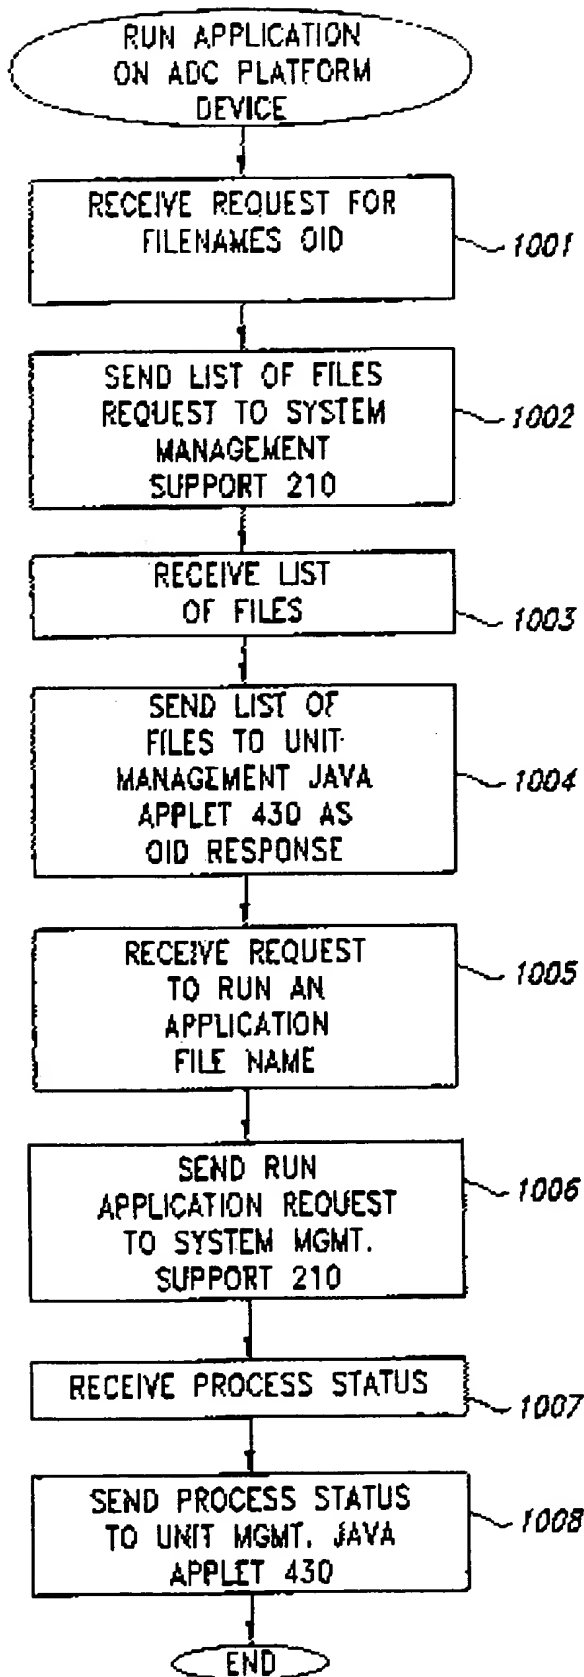 RUN APPLICATION
ON ADC PLATFORM
DEVICE
RECEIVE REQUEST FOR
FILENAMES OID
1001
SEND LIST OF FILES
REQUEST TO SYSTEM
MANAGEMENT
SUPPORT 210
1002
RECEIVE LIST
OF FILES
1003
SEND LIST OF
FILES TO UNIT
MANAGEMENT JAVA
APPLET 430 AS
OID RESPONSE
1004
RECEIVE REQUEST
TO RUN AN
APPLICATION
FILE NAME
1005
SEND RUN
APPLICATION REQUEST
TO SYSTEM MGMT.
SUPPORT 210
1006
RECEIVE PROCESS STATUS
1007
SEND PROCESS STATUS
TO UNIT MGMT. JAVA
APPLET 430
1008
END